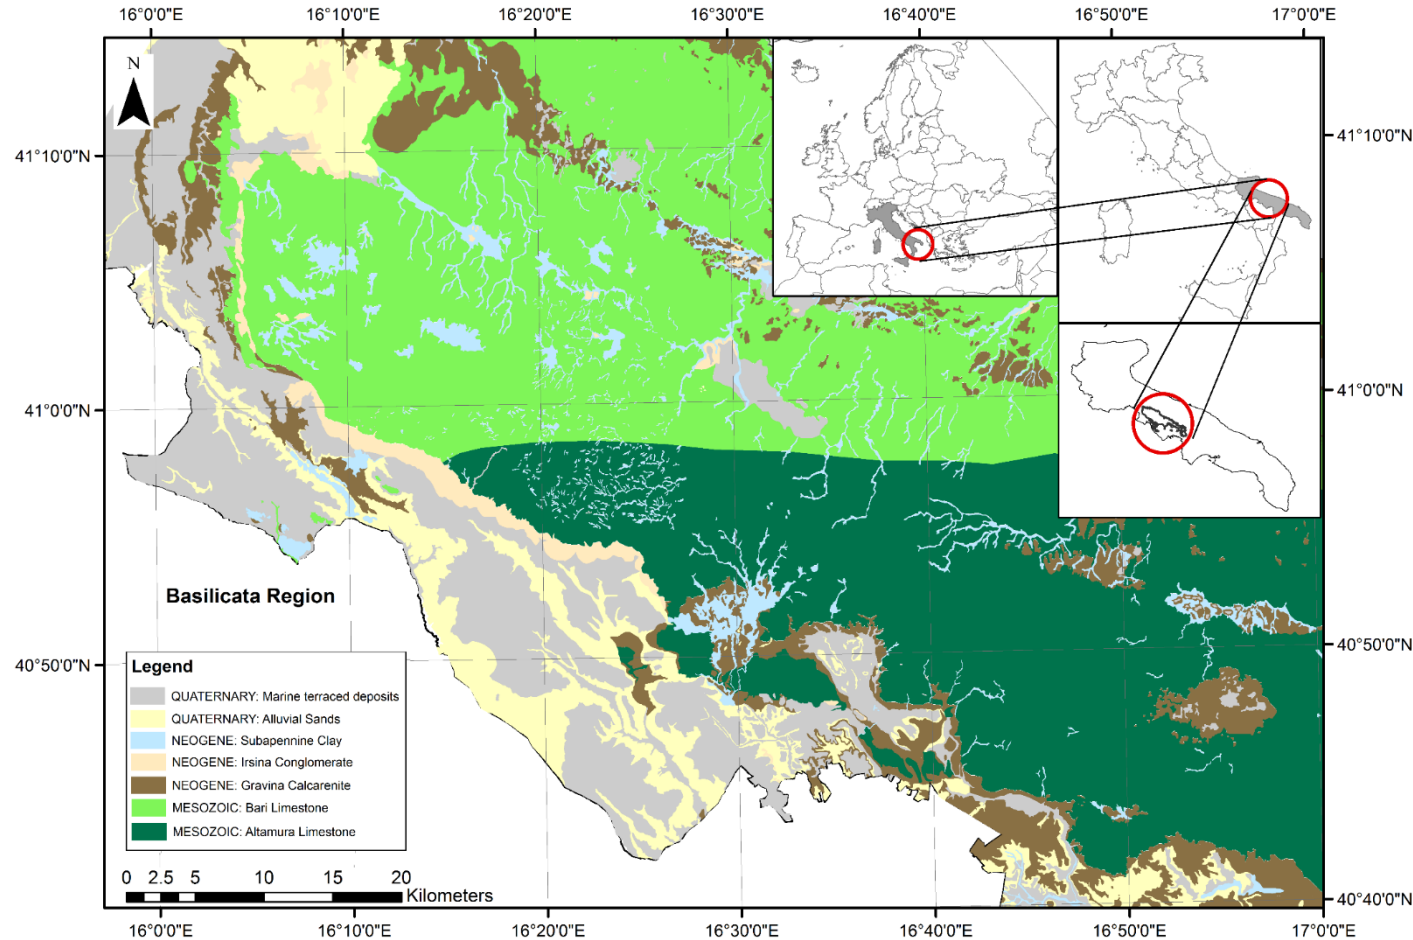 16°0'0"E 16°10'0"E 16°20'0"E 16°30'0"E 16°40'0"E 16°50'0"E 17°0'0"E
N
41°10'0"N 41°10'0"N
41°0'0"N 41°0'0"N
Basilicata Region
40°50'0"N 40°50'0"N
Legend
QUATERNARY: Marine terraced deposits
QUATERNARY: Alluvial Sands
NEOGENE: Subapennine Clay
NEOGENE: Irsina Conglomerate
NEOGENE: Gravina Calcarenite
MESOZOIC: Bari Limestone
MESOZOIC: Altamura Limestone
0 2.5 5 10 15 20
Kilometers
40°40'0"N
16°0'0"E 16°10'0"E 16°20'0"E 16°30'0"E 16°40'0"E 16°50'0"E 17°0'0"E